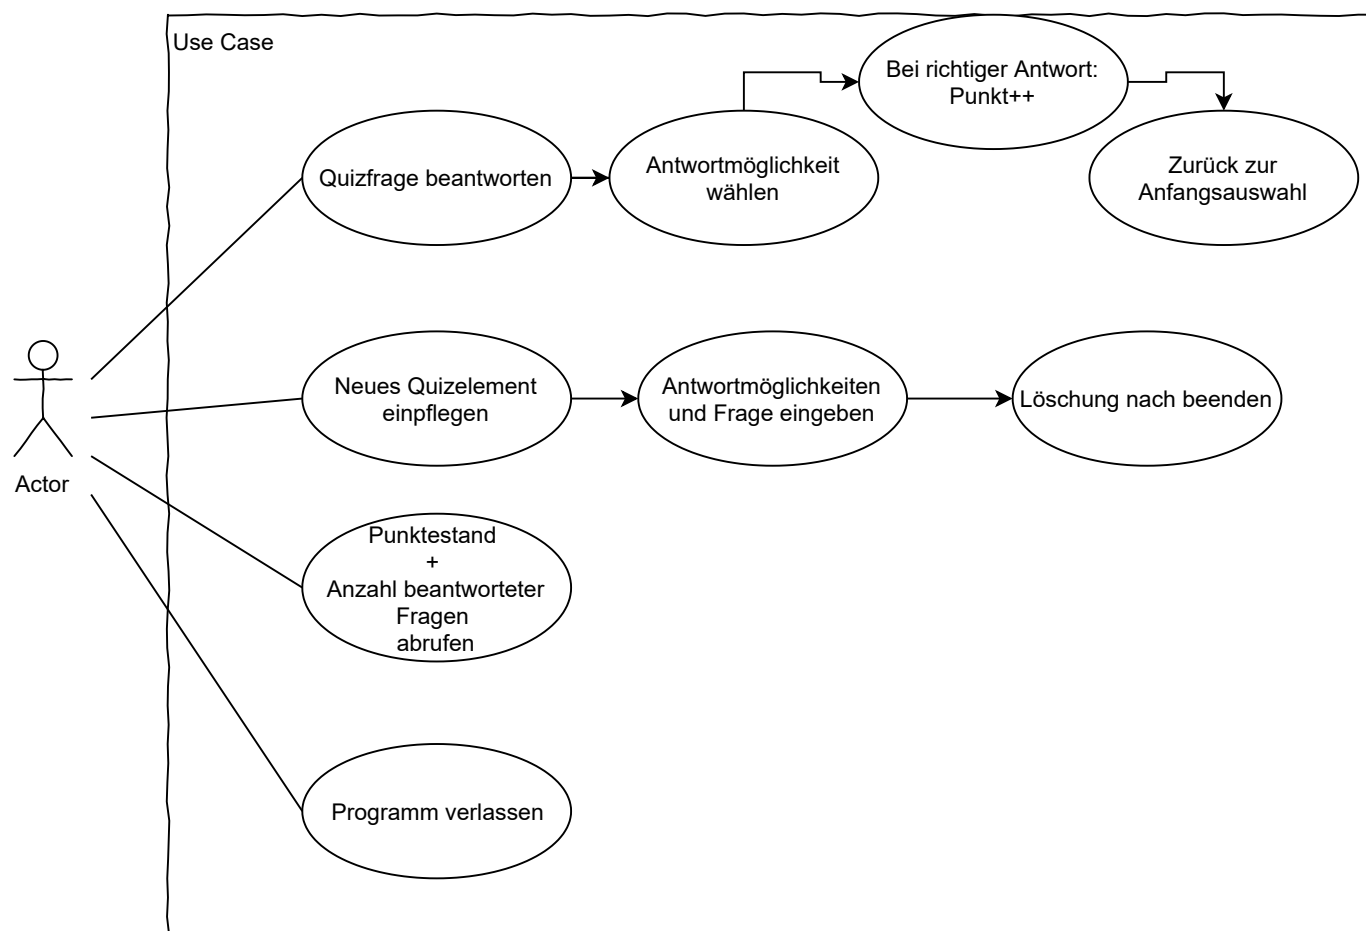 Use Case
Bei richtiger Antwort:
Punkt++
Quizfrage beantworten
Antwortmöglichkeit
wählen
Zurück zur
Anfangsauswahl
Neues Quizelement
einpflegen
Antwortmöglichkeiten
und Frage eingeben
Löschung nach beenden
Actor
Punktestand
+
Anzahl beantworteter
Fragen
abrufen
Programm verlassen